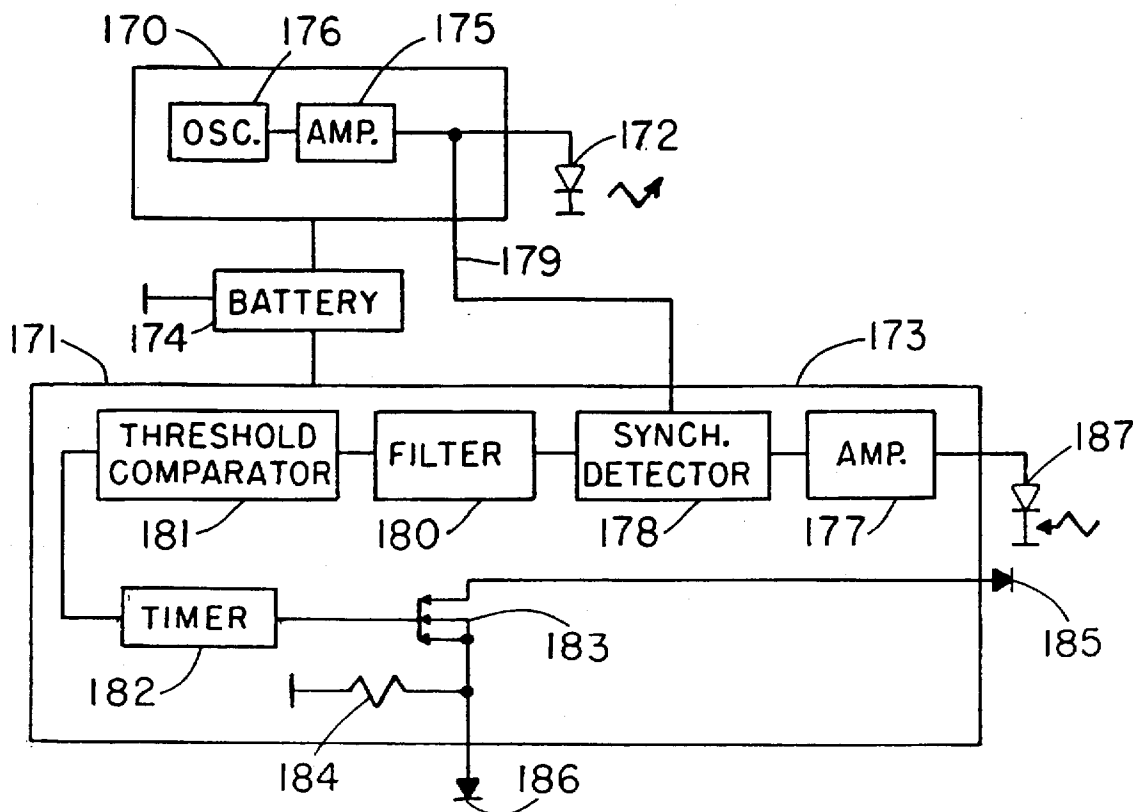 170
176
175
OSC.
AMP.
172
179
BATTERY
174
171
173
THRESHOLD
COMPARATOR
FILTER
SYNCH.
DETECTOR
AMP.
187
181
180
178
177
TIMER
183
185
182
184
186